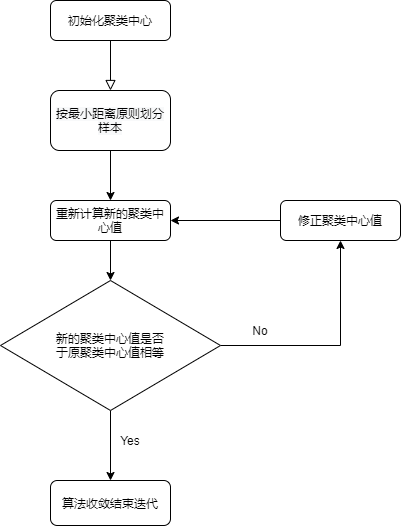 初始化聚类中心
按最小距离原则划分
样本
重新计算新的聚类中
心值
修正聚类中心值
新的聚类中心值是否
于原聚类中心值相等
No
Yes
算法收敛结束迭代